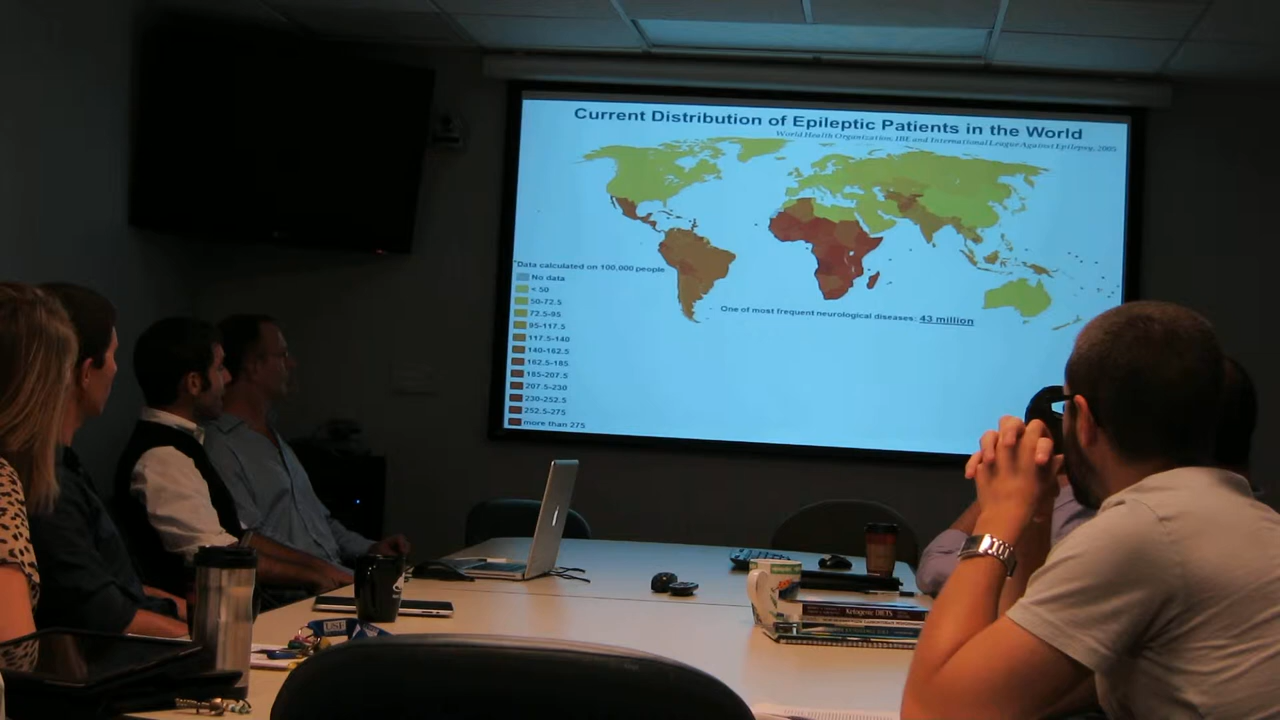 Current Distribution of Epileptic Patients in the World
World Health Organization, IBE and International League Against Epilepsy, 2005
*Data calculated on 100,000 people
No data
< 50
50-72.5
72.5-95
95-117.5
117.5-140
140-162.5
162.5-185
185-207.5
207.5-230
230-252.5
252.5-275
more than 275
One of most frequent neurological diseases: 43 million
Ketogenic DIETS
USF